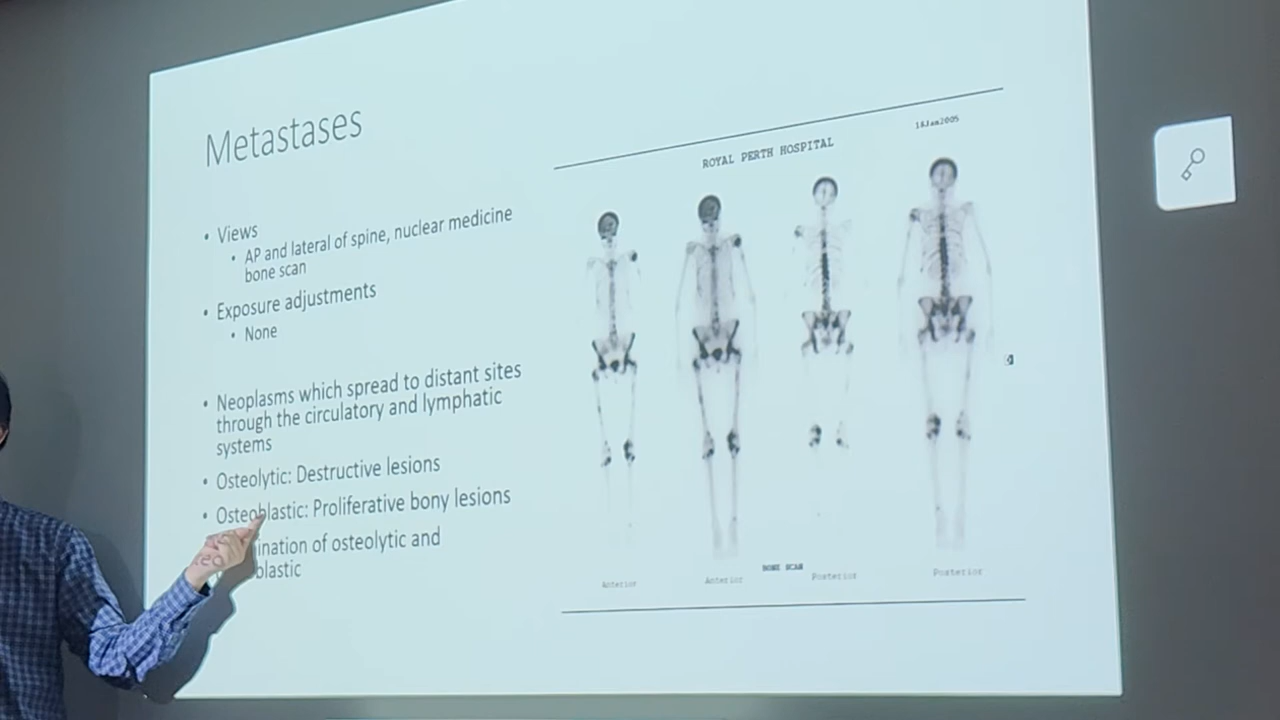 Metastases
• Views
• AP and lateral of spine, nuclear medicine
bone scan
• Exposure adjustments
• None
• Neoplasms which spread to distant sites
through the circulatory and lymphatic
systems
• Osteolytic: Destructive lesions
• Osteoblastic: Proliferative bony lesions
ination of osteolytic and
blastic
ROYAL PERTH HOSPITAL
18Jan2005
Anterior
Anterior
BONE SCAN
Posterior
Posterior